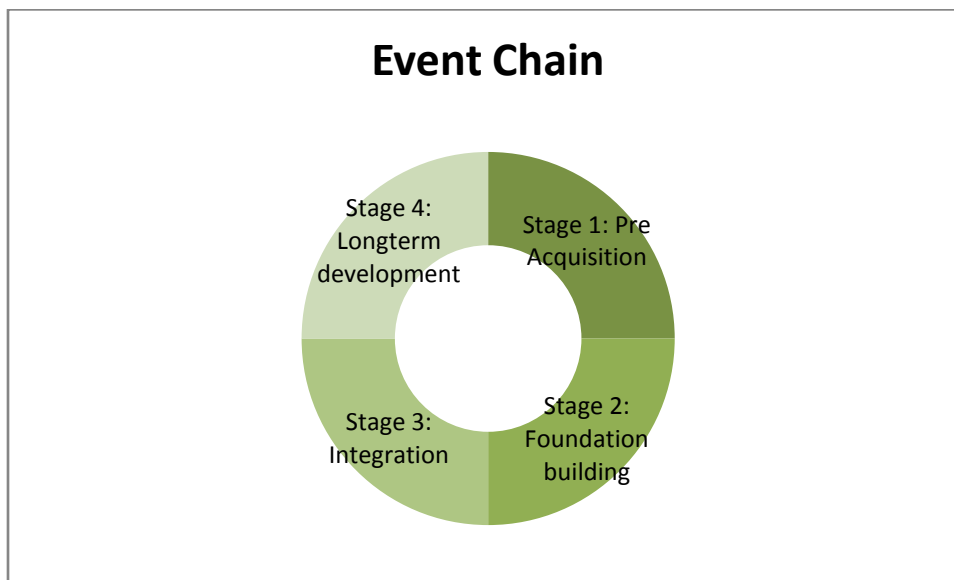 Event Chain
Stage 1: Pre
Acquisition
Stage 2:
Foundation
building
Stage 3:
Integration
Stage 4:
Longterm
development